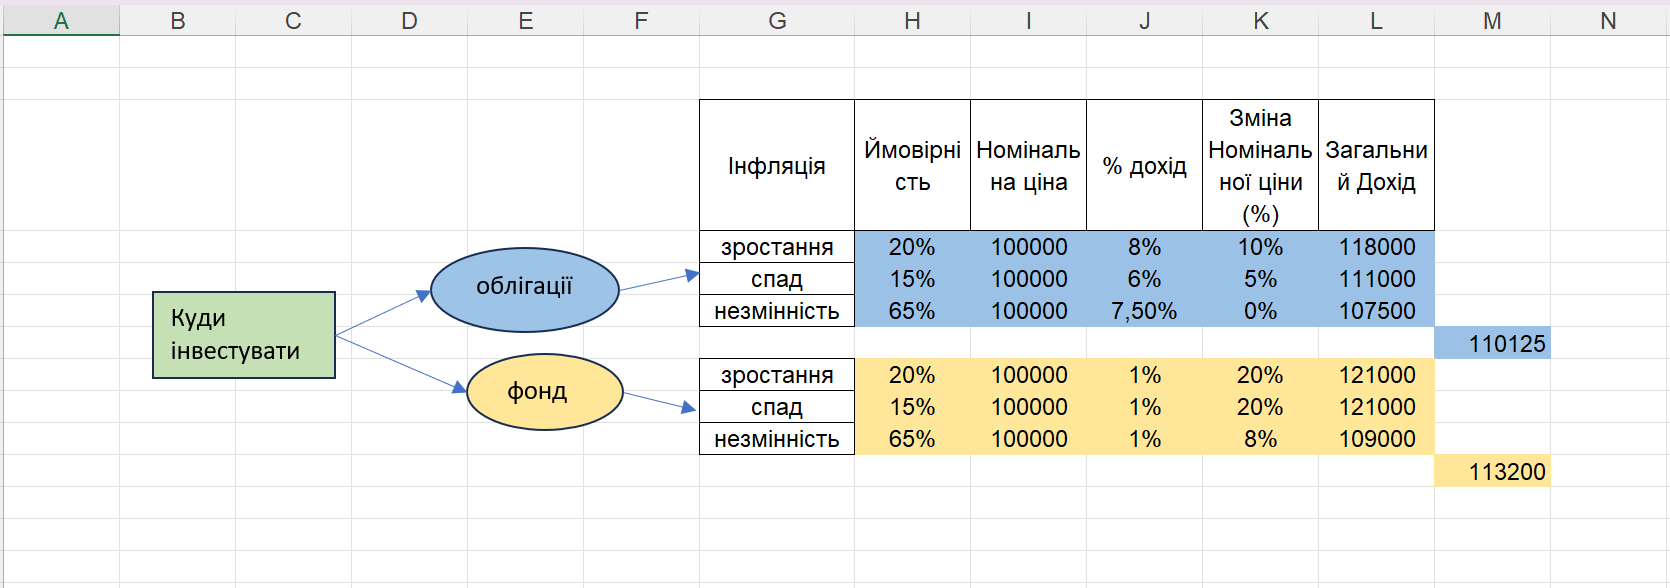 A B C D E F G H I J K L M N
Інфляція Ймовірні Номіналь % дохід Зміна Загальни
сть на ціна Номіналь й Дохід
ної ціни
(%)
зростання 20% 100000 8% 10% 118000
спад 15% 100000 6% 5% 111000
незмінність 65% 100000 7,50% 0% 107500
110125
зростання 20% 100000 1% 20% 121000
спад 15% 100000 1% 20% 121000
незмінність 65% 100000 1% 8% 109000
113200
Куди
інвестувати
облігації
фонд